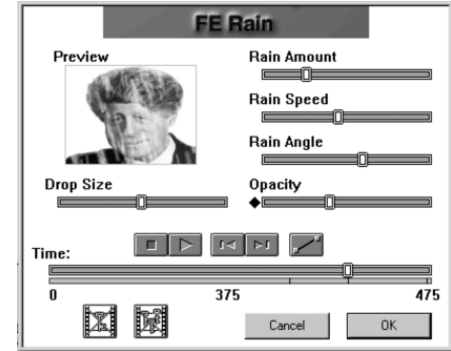 FE Rain
Preview
Rain Amount
Rain Speed
Rain Angle
Drop Size
Opacity
Time:
0 375 475
Cancel OK